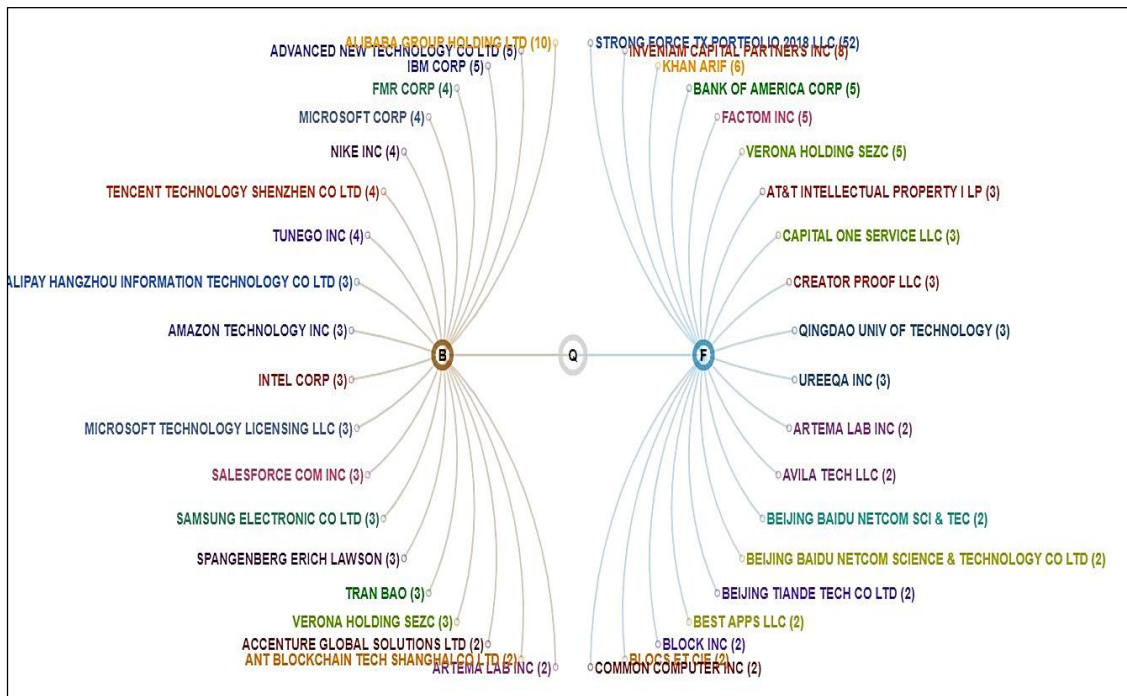 ALIBABA GROUP HOLDING LTD (10)
ADVANCED NEW TECHNOLOGY CO LTD (5)
IBM CORP (5)
FMR CORP (4)
MICROSOFT CORP (4)
NIKE INC (4)
TENCENT TECHNOLOGY SHENZHEN CO LTD (4)
TUNEGO INC (4)
ALIPAY HANGZHOU INFORMATION TECHNOLOGY CO LTD (3)
AMAZON TECHNOLOGY INC (3)
INTEL CORP (3)
MICROSOFT TECHNOLOGY LICENSING LLC (3)
SALESFORCE COM INC (3)
SAMSUNG ELECTRONIC CO LTD (3)
SPANGENBERG ERICH LAWSON (3)
TRAN BAO (3)
VERONA HOLDING SEZC (3)
ACCENTURE GLOBAL SOLUTIONS LTD (2)
ANT BLOCKCHAIN TECH SHANGHAI CO LTD (2)
ARTEMA LAB INC (2)
B
Q
F
STRONG FORCE TX PORTFOLIO 2018 LLC (52)
INVENIAM CAPITAL PARTNERS INC (8)
KHAN ARIF (6)
BANK OF AMERICA CORP (5)
FACTOM INC (5)
VERONA HOLDING SEZC (5)
AT&T INTELLECTUAL PROPERTY I LP (3)
CAPITAL ONE SERVICE LLC (3)
CREATOR PROOF LLC (3)
QINGDAO UNIV OF TECHNOLOGY (3)
UREEQA INC (3)
ARTEMA LAB INC (2)
AVILA TECH LLC (2)
BEIJING BAIDU NETCOM SCI & TEC (2)
BEIJING BAIDU NETCOM SCIENCE & TECHNOLOGY CO LTD (2)
BEIJING TIANDE TECH CO LTD (2)
BEST APPS LLC (2)
BLOCK INC (2)
BLOCS ET CIE (2)
COMMON COMPUTER INC (2)